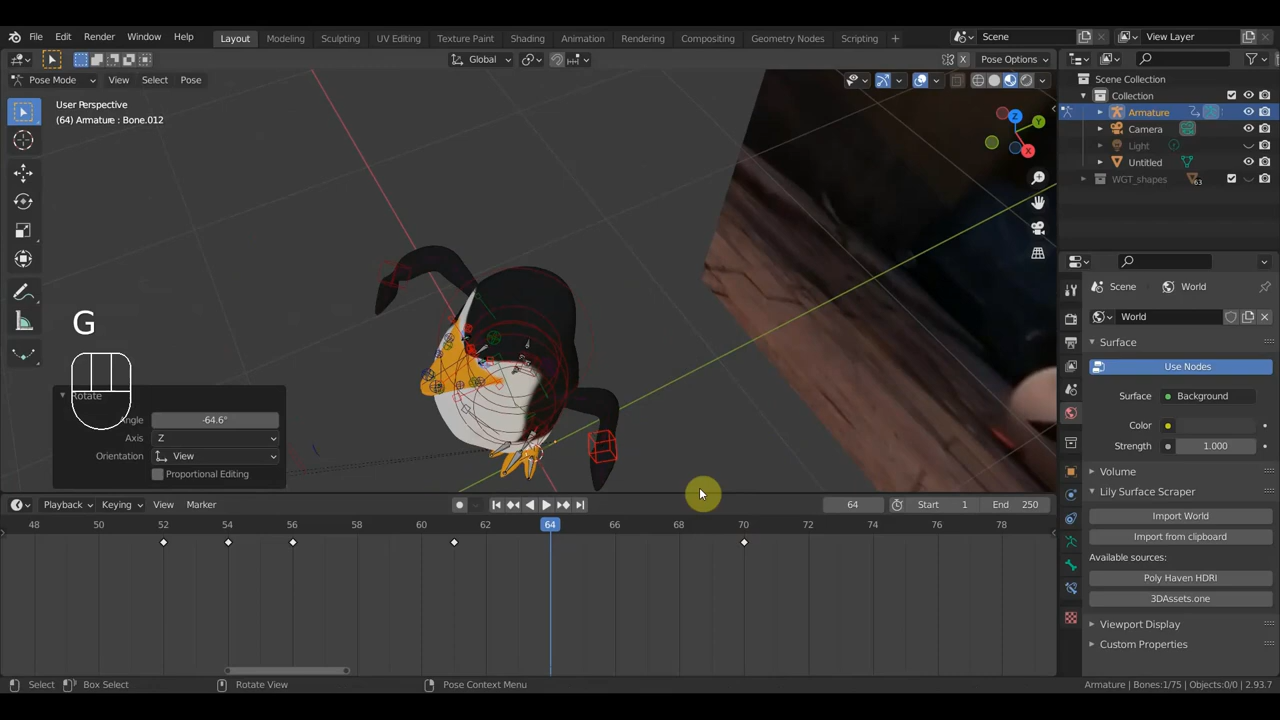 File Edit Render Window Help Layout Modeling Sculpting UV Editing Texture Paint Shading Animation Rendering Compositing Geometry Nodes Scripting + Scene View Layer
Global Pose Options
Pose Mode View Select Pose
User Perspective
(64) Armature : Bone.012
Z
Y
X
Scene Collection
Collection
Armature
Camera
Light
Untitled
WGT_shapes 63
Scene World
World
Surface
Use Nodes
Surface Background
Color
Strength 1.000
Volume
Lily Surface Scraper
Import World
Import from clipboard
Available sources:
Poly Haven HDRI
3DAssets.one
Viewport Display
Custom Properties
G
Rotate
Angle -64.6°
Axis Z
Orientation View
Proportional Editing
Playback Keying View Marker 64 Start 1 End 250
48 50 52 54 56 58 60 62 64 66 68 70 72 74 76 78
Select Box Select Rotate View Pose Context Menu Armature | Bones:1/75 | Objects:0/0 | 2.93.7